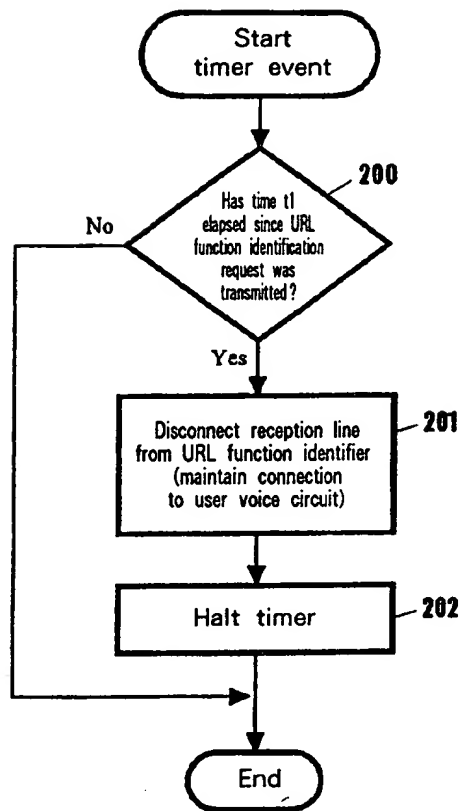 Start
timer event
200
Has time t1
elapsed since URL
function identification
request was
transmitted?
No
Yes
201
Disconnect reception line
from URL function identifier
(maintain connection
to user voice circuit)
202
Halt timer
End